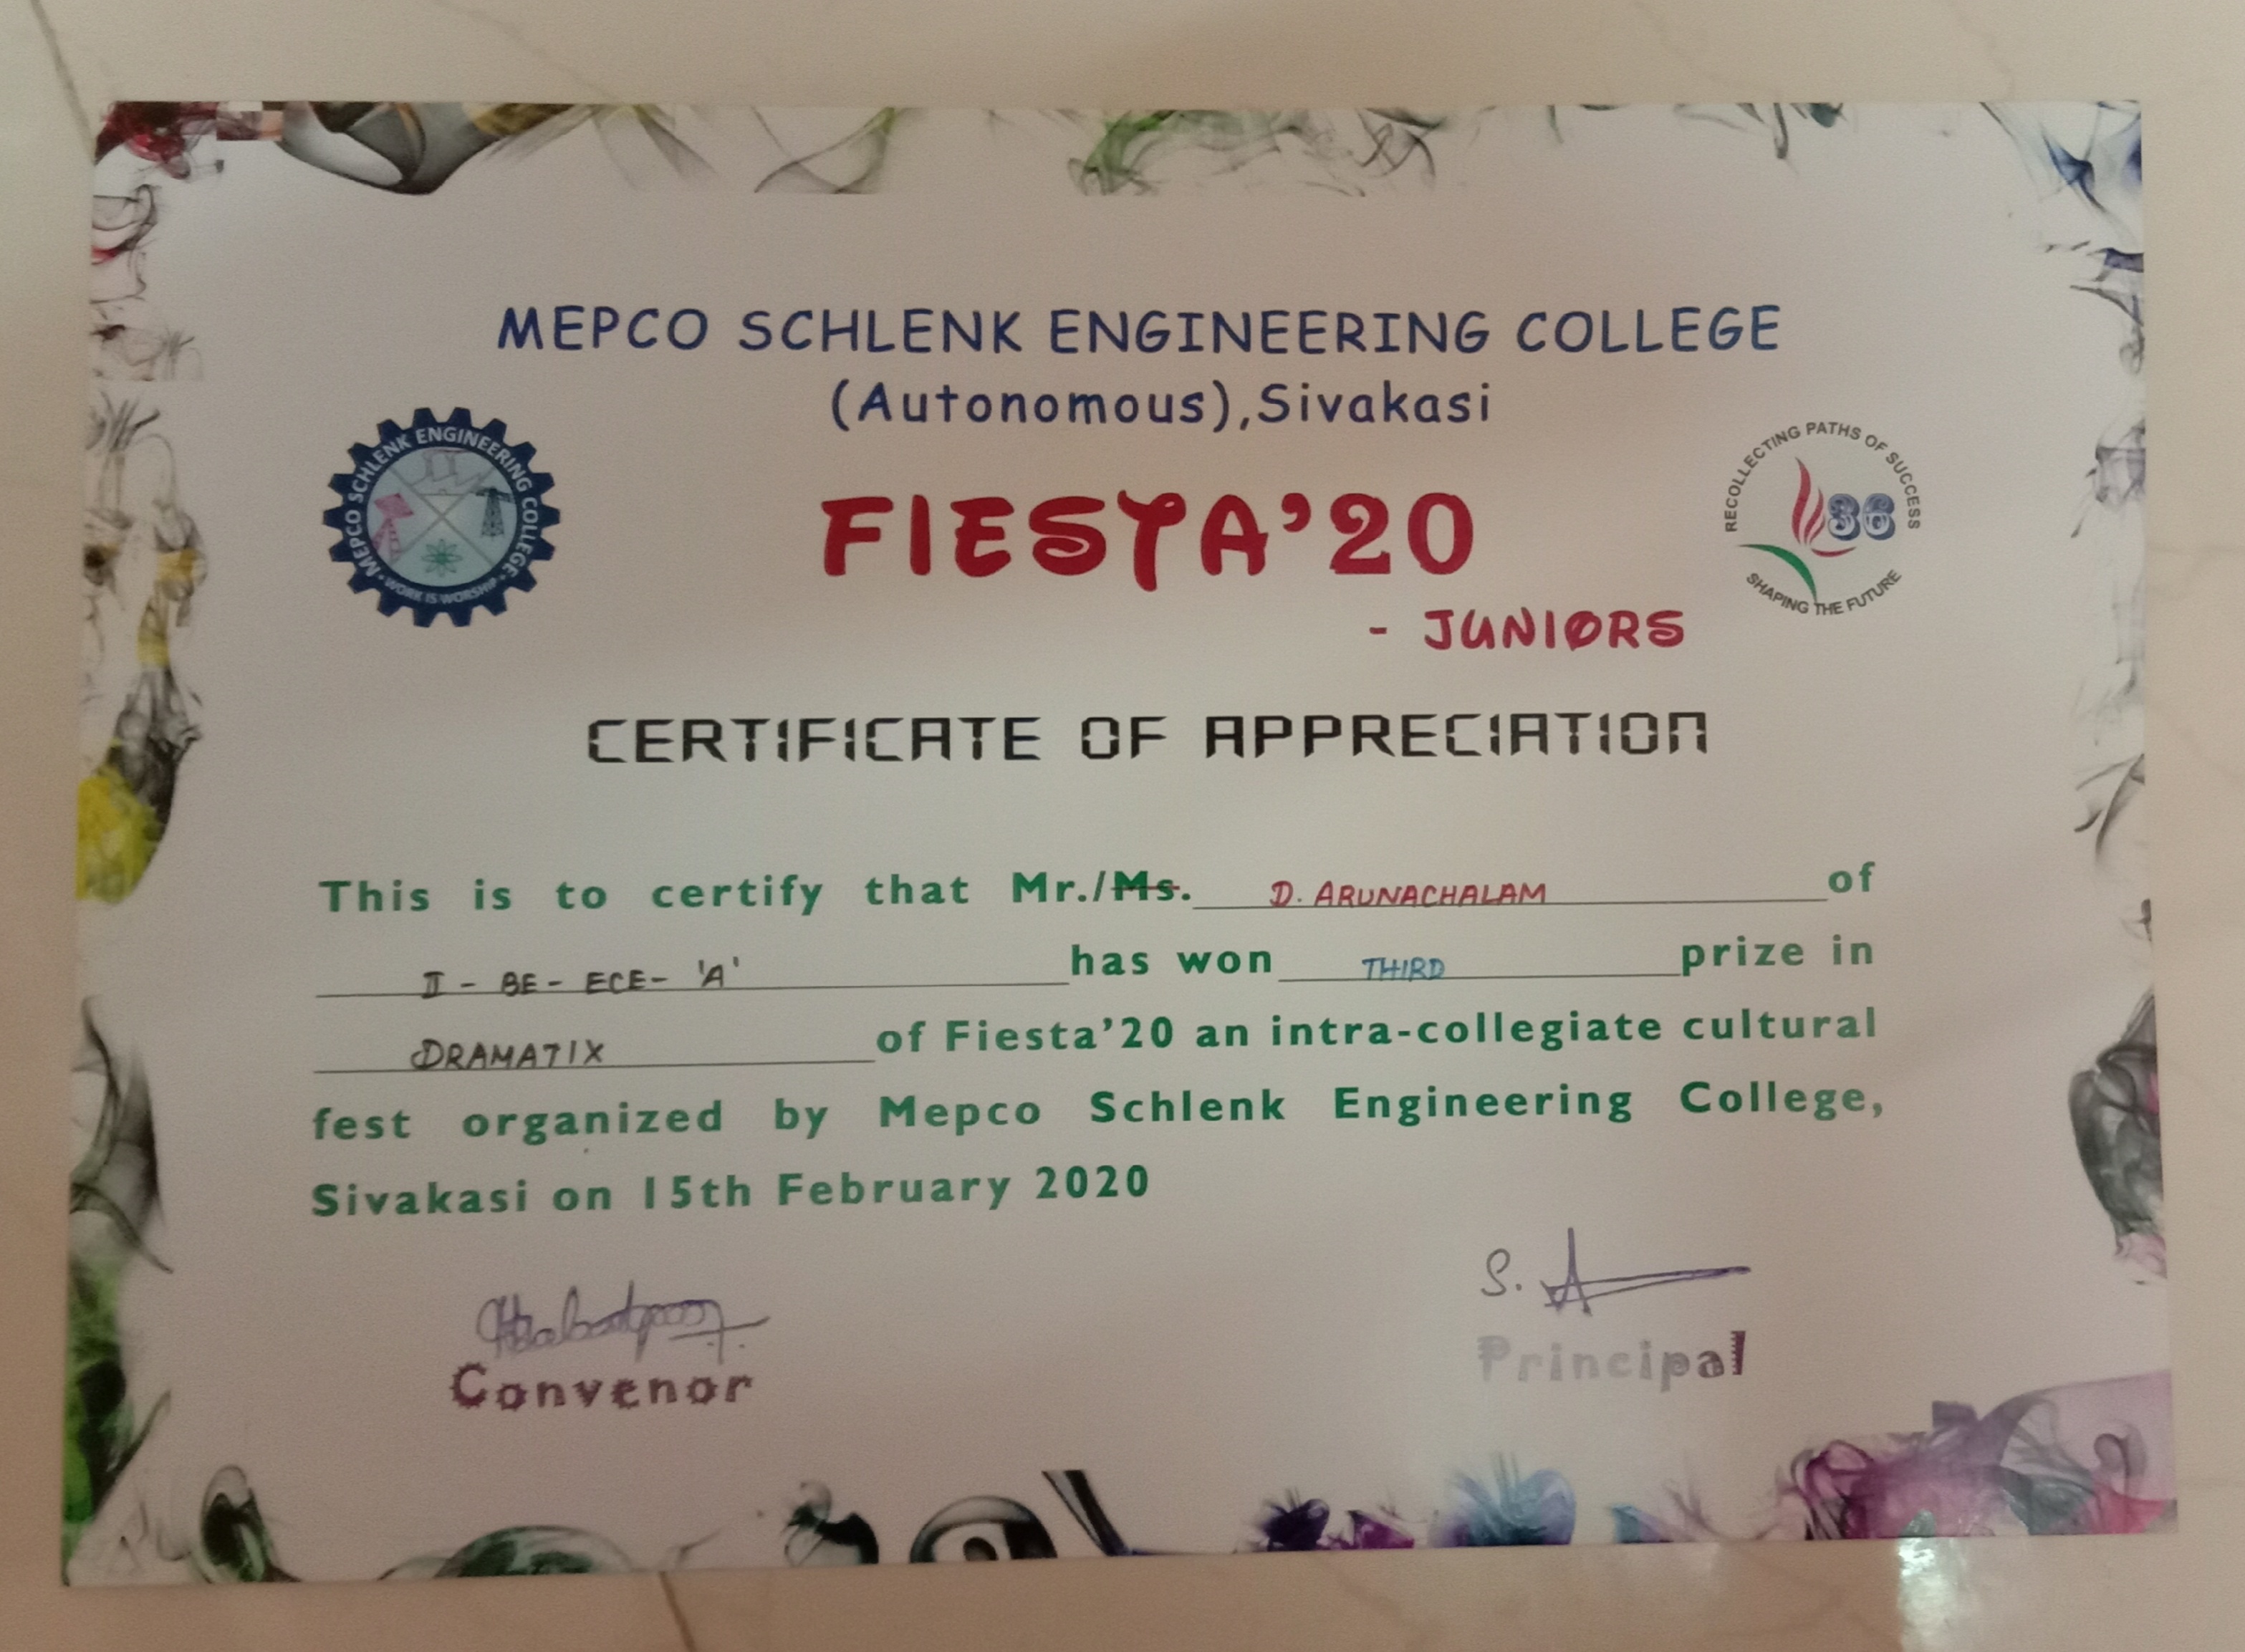 MEPCO SCHLENK ENGINEERING COLLEGE
(Autonomous),Sivakasi
MEPCO SCHLENK ENGINEERING COLLEGE
WORK IS WORSHIP
FIESTA'20
- JUNIORS
RECOLLECTING PATHS OF SUCCESS
36
SHAPING THE FUTURE
CERTIFICATE OF APPRECIATION
This is to certify that Mr./Ms. D. ARUNACHALAM of
II - BE - ECE - 'A' has won THIRD prize in
DRAMATIX of Fiesta'20 an intra-collegiate cultural
fest organized by Mepco Schlenk Engineering College,
Sivakasi on 15th February 2020
S.
Convenor
Principal